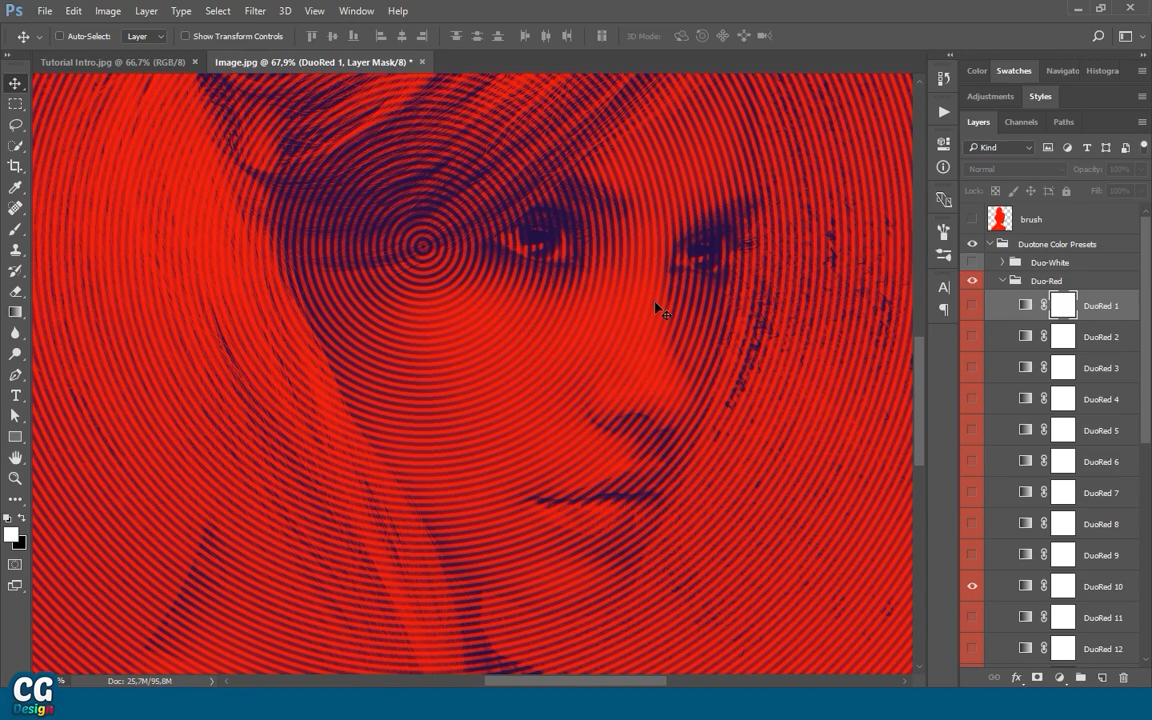 Ps File Edit Image Layer Type Select Filter 3D View Window Help
Auto-Select: Layer Show Transform Controls 3D Mode:
Tutorial Intro.jpg @ 66,7% (RGB/8) × Image.jpg @ 67,9% (DuoRed 1, Layer Mask/8) * ×
Color Swatches Navigato Histogra
Adjustments Styles
Layers Channels Paths
Kind
Normal Opacity: 100%
Lock: Fill: 100%
brush
Duotone Color Presets
Duo-White
Duo-Red
DuoRed 1
DuoRed 2
DuoRed 3
DuoRed 4
DuoRed 5
DuoRed 6
DuoRed 7
DuoRed 8
DuoRed 9
DuoRed 10
DuoRed 11
DuoRed 12
% Doc: 25,7M/95,8M
CG
Design